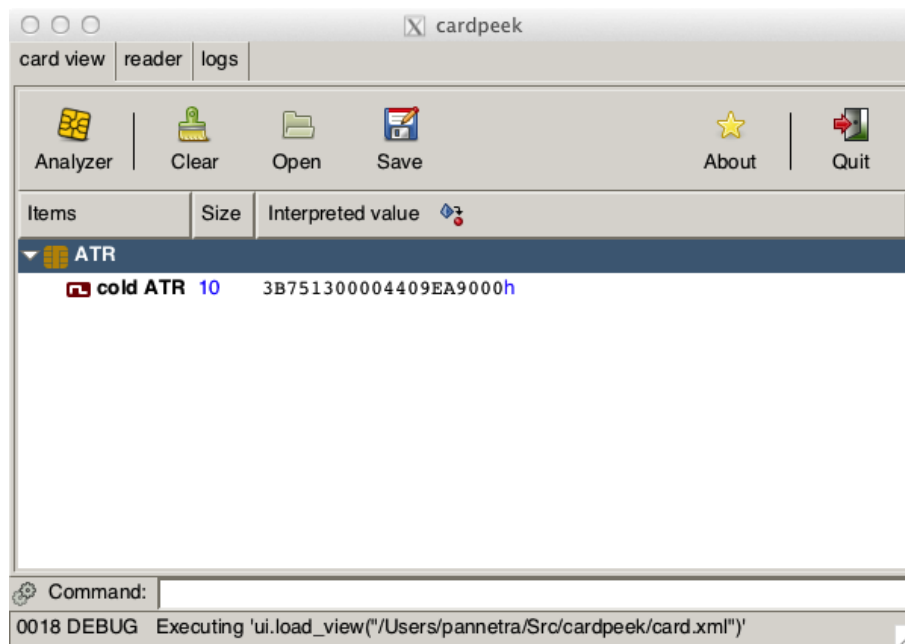 cardpeek
card view reader logs
Analyzer Clear Open Save About Quit
Items Size Interpreted value
ATR
cold ATR 10 3B751300004409EA9000h
Command:
0018 DEBUG Executing 'ui.load_view("/Users/pannetra/Src/cardpeek/card.xml")'